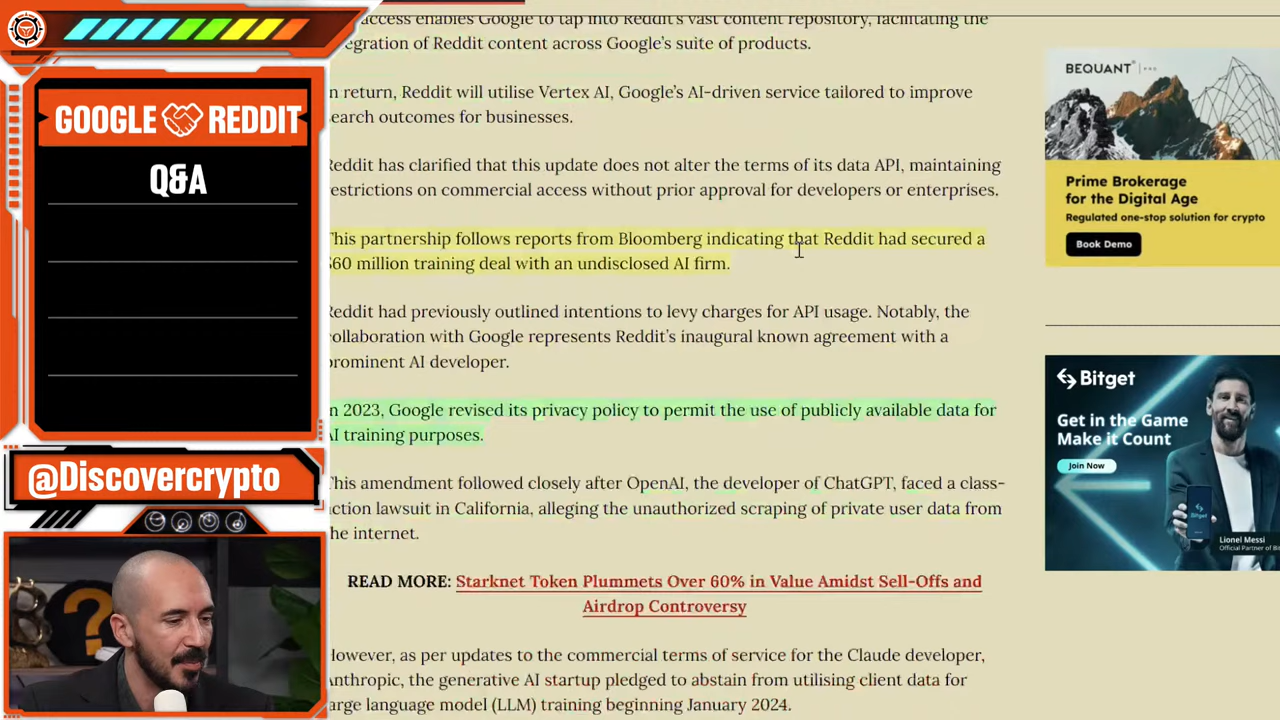 GOOGLE REDDIT
Q&A
@Discovercrypto
access enables Google to tap into Reddit's vast content repository, facilitating the
egration of Reddit content across Google's suite of products.
n return, Reddit will utilise Vertex AI, Google's AI-driven service tailored to improve
earch outcomes for businesses.
Reddit has clarified that this update does not alter the terms of its data API, maintaining
restrictions on commercial access without prior approval for developers or enterprises.
This partnership follows reports from Bloomberg indicating that Reddit had secured a
$60 million training deal with an undisclosed AI firm.
Reddit had previously outlined intentions to levy charges for API usage. Notably, the
collaboration with Google represents Reddit's inaugural known agreement with a
prominent AI developer.
In 2023, Google revised its privacy policy to permit the use of publicly available data for
AI training purposes.
This amendment followed closely after OpenAI, the developer of ChatGPT, faced a class-
action lawsuit in California, alleging the unauthorized scraping of private user data from
the internet.
READ MORE: Starknet Token Plummets Over 60% in Value Amidst Sell-Offs and
Airdrop Controversy
However, as per updates to the commercial terms of service for the Claude developer,
Anthropic, the generative AI startup pledged to abstain from utilising client data for
large language model (LLM) training beginning January 2024.
BEQUANT PRO
Prime Brokerage
for the Digital Age
Regulated one-stop solution for crypto
Book Demo
Bitget
Get in the Game
Make it Count
Join Now
Lionel Messi
Official Partner of Bi